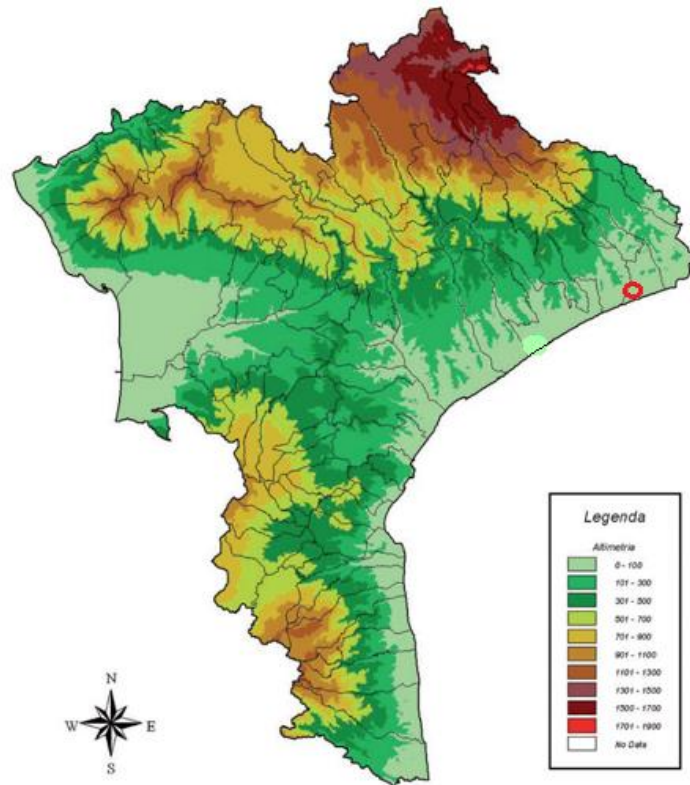 Legenda
Altimetria
0 - 100
101 - 300
301 - 500
501 - 700
701 - 900
901 - 1100
1101 - 1300
1301 - 1500
1500 - 1700
1701 - 1900
No Data
N
W E
S